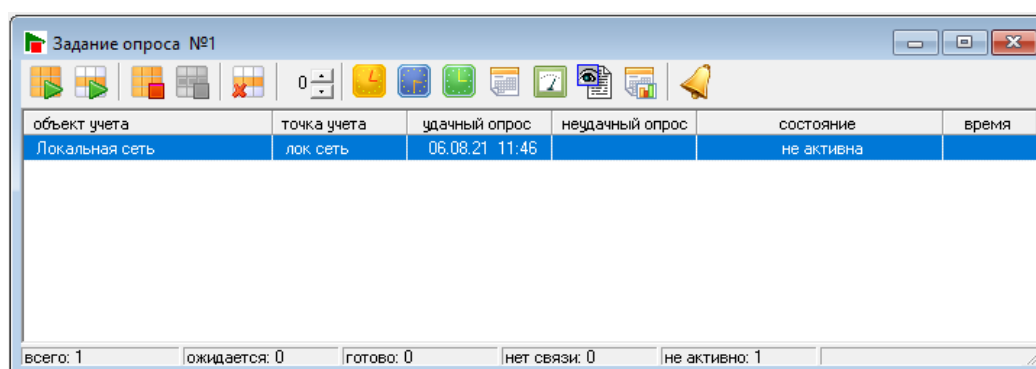 Задание опроса №1
0
объект учета точка учета удачный опрос неудачный опрос состояние время
Локальная сеть лок сеть 06.08.21 11:46 не активна
всего: 1 ожидается: 0 готово: 0 нет связи: 0 не активно: 1